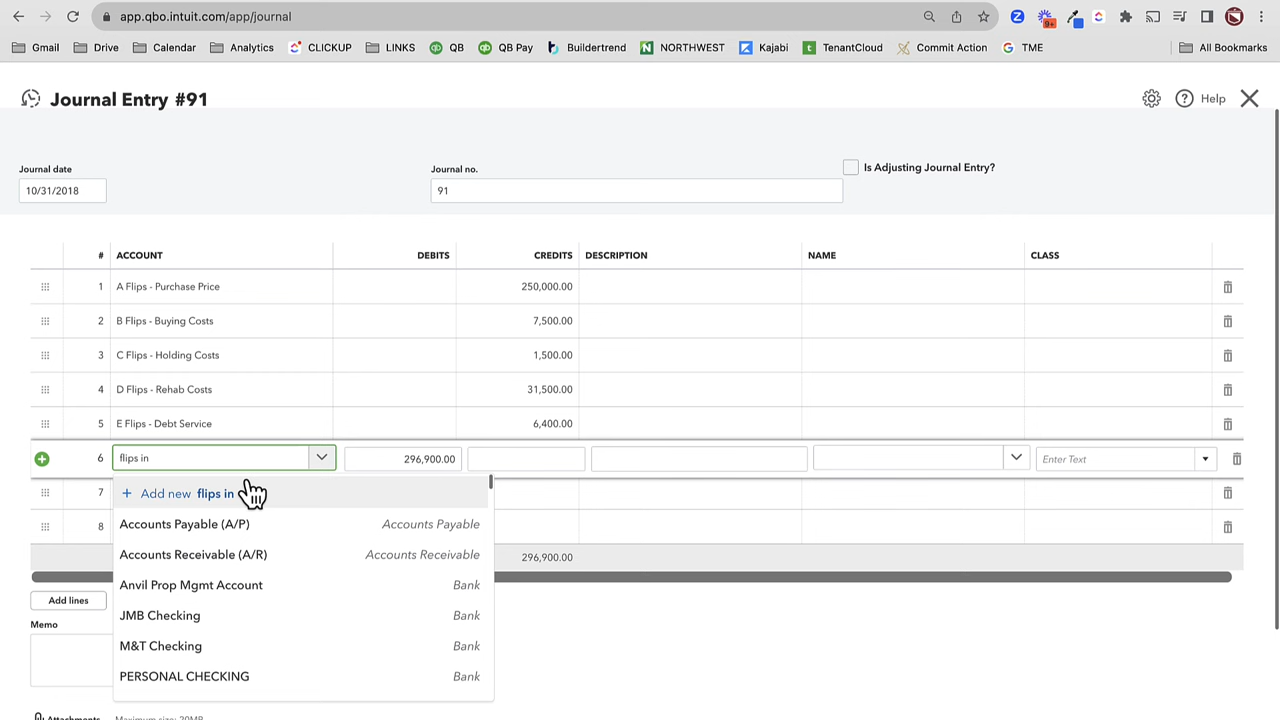 app.qbo.intuit.com/app/journal
9+
Gmail Drive Calendar Analytics CLICKUP LINKS QB QB Pay Buildertrend NORTHWEST Kajabi TenantCloud Commit Action TME All Bookmarks
Journal Entry #91
Help
Journal date
Journal no.
Is Adjusting Journal Entry?
10/31/2018
91
# ACCOUNT DEBITS CREDITS DESCRIPTION NAME CLASS
1 A Flips - Purchase Price 250,000.00
2 B Flips - Buying Costs 7,500.00
3 C Flips - Holding Costs 1,500.00
4 D Flips - Rehab Costs 31,500.00
5 E Flips - Debt Service 6,400.00
6 flips in 296,900.00 Enter Text
7
+ Add new flips in
8
Accounts Payable (A/P) Accounts Payable
Accounts Receivable (A/R) Accounts Receivable
296,900.00
Anvil Prop Mgmt Account Bank
Add lines
JMB Checking Bank
Memo
M&T Checking Bank
PERSONAL CHECKING Bank
Attachments Maximum size: 20MB